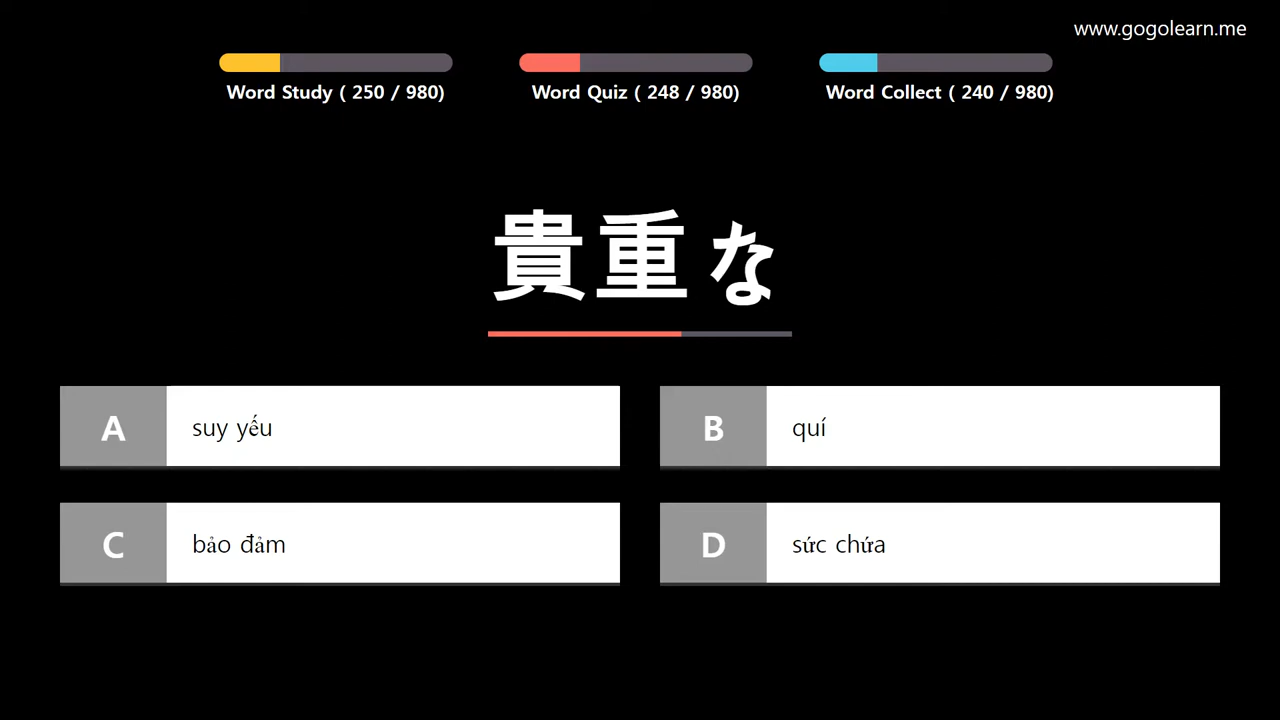 www.gogolearn.me
Word Study ( 250 / 980)
Word Quiz ( 248 / 980)
Word Collect ( 240 / 980)
貴重な
A suy yếu
B quí
C bảo đảm
D sức chứa